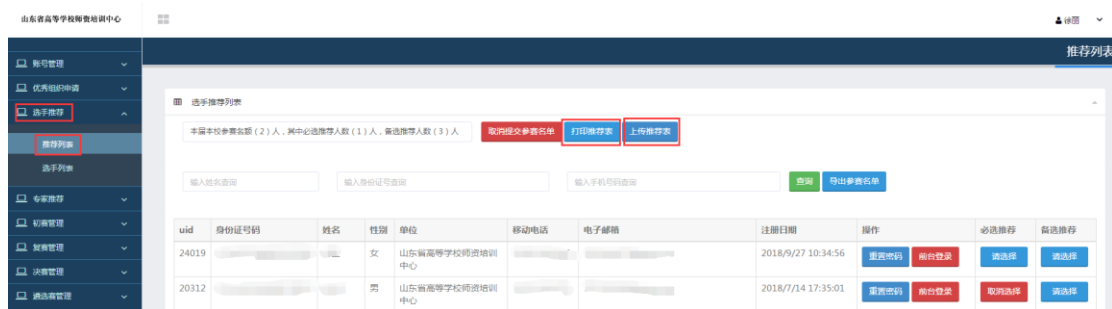 山东省高等学校师资培训中心
推荐列表
账号管理
优秀组织申请
选手推荐
推荐列表
选手列表
专家推荐
初赛管理
复赛管理
决赛管理
遴选赛管理
选手推荐列表
本届本校参赛名额（2）人，其中必选推荐人数（1）人，备选推荐人数（3）人 取消提交参赛名单 打印推荐表 上传推荐表
输入姓名查询 输入身份证号查询 输入手机号码查询 查询 导出参赛名单
uid 身份证号码 姓名 性别 单位 移动电话 电子邮箱 注册日期 操作 必选推荐 备选推荐
24019 女 山东省高等学校师资培训中心 2018/9/27 10:34:56 重置密码 前台登录 请选择 请选择
20312 男 山东省高等学校师资培训中心 2018/7/14 17:35:01 重置密码 前台登录 取消选择 请选择